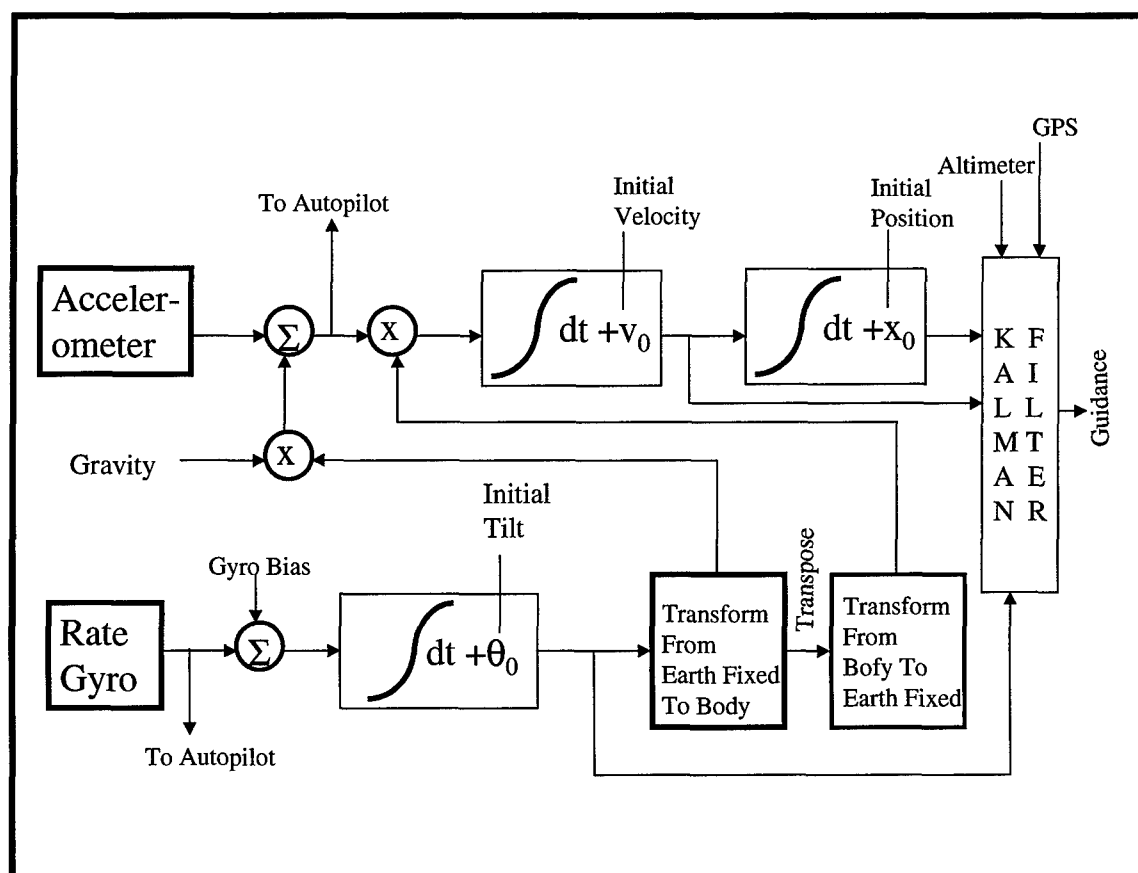 GPS
Altimeter
To Autopilot
Initial
Velocity
Initial
Position
Acceler-
ometer
Σ
x
dt +v₀
dt +x₀
KALMAN
FILTER
Guidance
Gravity
x
Initial
Tilt
Gyro Bias
Rate
Gyro
Σ
dt +θ₀
Transform
From
Earth Fixed
To Body
Transpose
Transform
From
Bofy To
Earth Fixed
To Autopilot